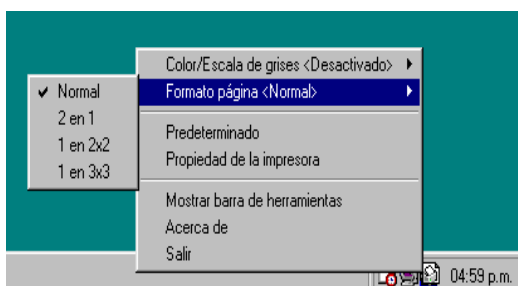 Color/Escala de grises <Desactivado>
Formato página <Normal>
Normal
2 en 1
1 en 2x2
1 en 3x3
Predeterminado
Propiedad de la impresora
Mostrar barra de herramientas
Acerca de
Salir
04:59 p.m.